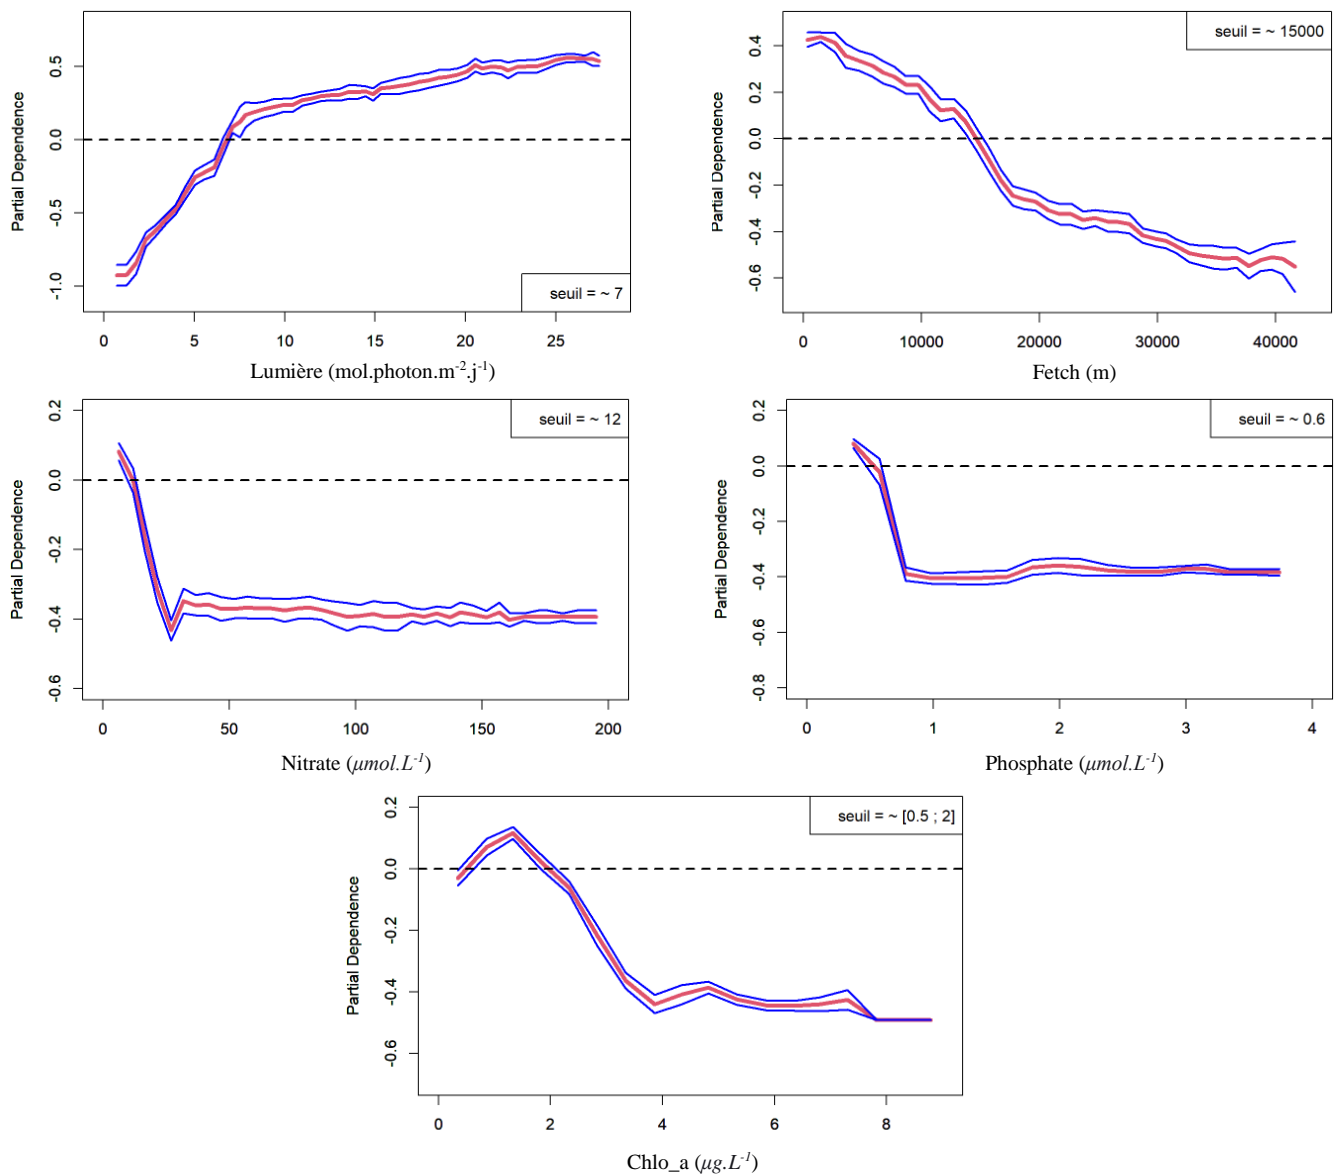 Partial Dependence
0.5
0.0
-0.5
-1.0
seuil = ~ 7
0 5 10 15 20 25
Lumière (mol.photon.m-2.j-1)
Partial Dependence
0.4
0.2
0.0
-0.2
-0.4
-0.6
seuil = ~ 15000
0 10000 20000 30000 40000
Fetch (m)
Partial Dependence
0.2
0.0
-0.2
-0.4
-0.6
seuil = ~ 12
0 50 100 150 200
Nitrate (µmol.L-1)
Partial Dependence
0.2
0.0
-0.2
-0.4
-0.6
-0.8
seuil = ~ 0.6
0 1 2 3 4
Phosphate (µmol.L-1)
Partial Dependence
0.2
0.0
-0.2
-0.4
-0.6
seuil = ~ [0.5 ; 2]
0 2 4 6 8
Chlo_a (µg.L-1)